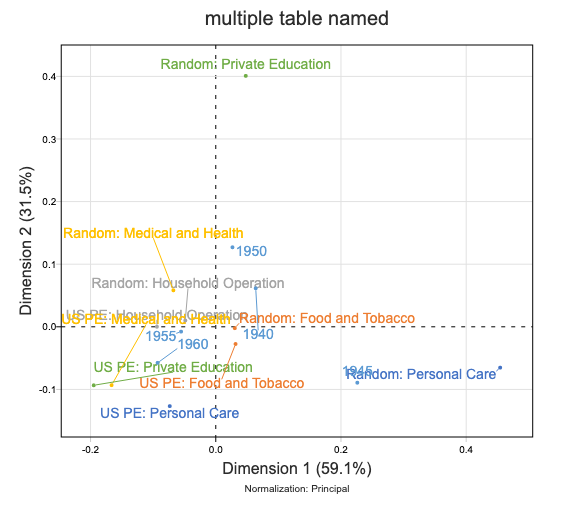 multiple table named
Random: Private Education
0.4
0.3
0.2
Random: Medical and Health
1950
0.1
Random: Household Operation
US PE: Household Operation
US PE: Medical and Health
Random: Food and Tobacco
0.0
1955
1960
1940
US PE: Private Education
1945
Random: Personal Care
US PE: Food and Tobacco
-0.1
US PE: Personal Care
-0.2
0.0
0.2
0.4
Dimension 2 (31.5%)
Dimension 1 (59.1%)
Normalization: Principal